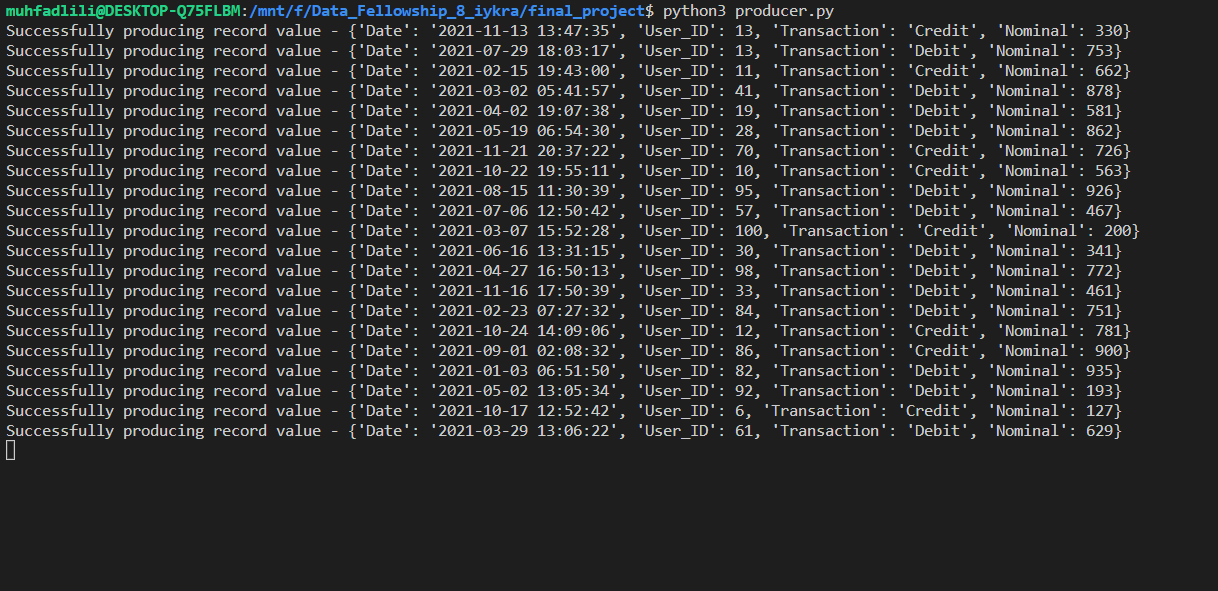 muhfadlili@DESKTOP-Q75FLBM:/mnt/f/Data_Fellowship_8_iykra/final_project$ python3 producer.py
Successfully producing record value - {'Date': '2021-11-13 13:47:35', 'User_ID': 13, 'Transaction': 'Credit', 'Nominal': 330}
Successfully producing record value - {'Date': '2021-07-29 18:03:17', 'User_ID': 13, 'Transaction': 'Debit', 'Nominal': 753}
Successfully producing record value - {'Date': '2021-02-15 19:43:00', 'User_ID': 11, 'Transaction': 'Credit', 'Nominal': 662}
Successfully producing record value - {'Date': '2021-03-02 05:41:57', 'User_ID': 41, 'Transaction': 'Debit', 'Nominal': 878}
Successfully producing record value - {'Date': '2021-04-02 19:07:38', 'User_ID': 19, 'Transaction': 'Debit', 'Nominal': 581}
Successfully producing record value - {'Date': '2021-05-19 06:54:30', 'User_ID': 28, 'Transaction': 'Debit', 'Nominal': 862}
Successfully producing record value - {'Date': '2021-11-21 20:37:22', 'User_ID': 70, 'Transaction': 'Credit', 'Nominal': 726}
Successfully producing record value - {'Date': '2021-10-22 19:55:11', 'User_ID': 10, 'Transaction': 'Credit', 'Nominal': 563}
Successfully producing record value - {'Date': '2021-08-15 11:30:39', 'User_ID': 95, 'Transaction': 'Debit', 'Nominal': 926}
Successfully producing record value - {'Date': '2021-07-06 12:50:42', 'User_ID': 57, 'Transaction': 'Debit', 'Nominal': 467}
Successfully producing record value - {'Date': '2021-03-07 15:52:28', 'User_ID': 100, 'Transaction': 'Credit', 'Nominal': 200}
Successfully producing record value - {'Date': '2021-06-16 13:31:15', 'User_ID': 30, 'Transaction': 'Debit', 'Nominal': 341}
Successfully producing record value - {'Date': '2021-04-27 16:50:13', 'User_ID': 98, 'Transaction': 'Debit', 'Nominal': 772}
Successfully producing record value - {'Date': '2021-11-16 17:50:39', 'User_ID': 33, 'Transaction': 'Debit', 'Nominal': 461}
Successfully producing record value - {'Date': '2021-02-23 07:27:32', 'User_ID': 84, 'Transaction': 'Debit', 'Nominal': 751}
Successfully producing record value - {'Date': '2021-10-24 14:09:06', 'User_ID': 12, 'Transaction': 'Credit', 'Nominal': 781}
Successfully producing record value - {'Date': '2021-09-01 02:08:32', 'User_ID': 86, 'Transaction': 'Credit', 'Nominal': 900}
Successfully producing record value - {'Date': '2021-01-03 06:51:50', 'User_ID': 82, 'Transaction': 'Debit', 'Nominal': 935}
Successfully producing record value - {'Date': '2021-05-02 13:05:34', 'User_ID': 92, 'Transaction': 'Debit', 'Nominal': 193}
Successfully producing record value - {'Date': '2021-10-17 12:52:42', 'User_ID': 6, 'Transaction': 'Credit', 'Nominal': 127}
Successfully producing record value - {'Date': '2021-03-29 13:06:22', 'User_ID': 61, 'Transaction': 'Debit', 'Nominal': 629}